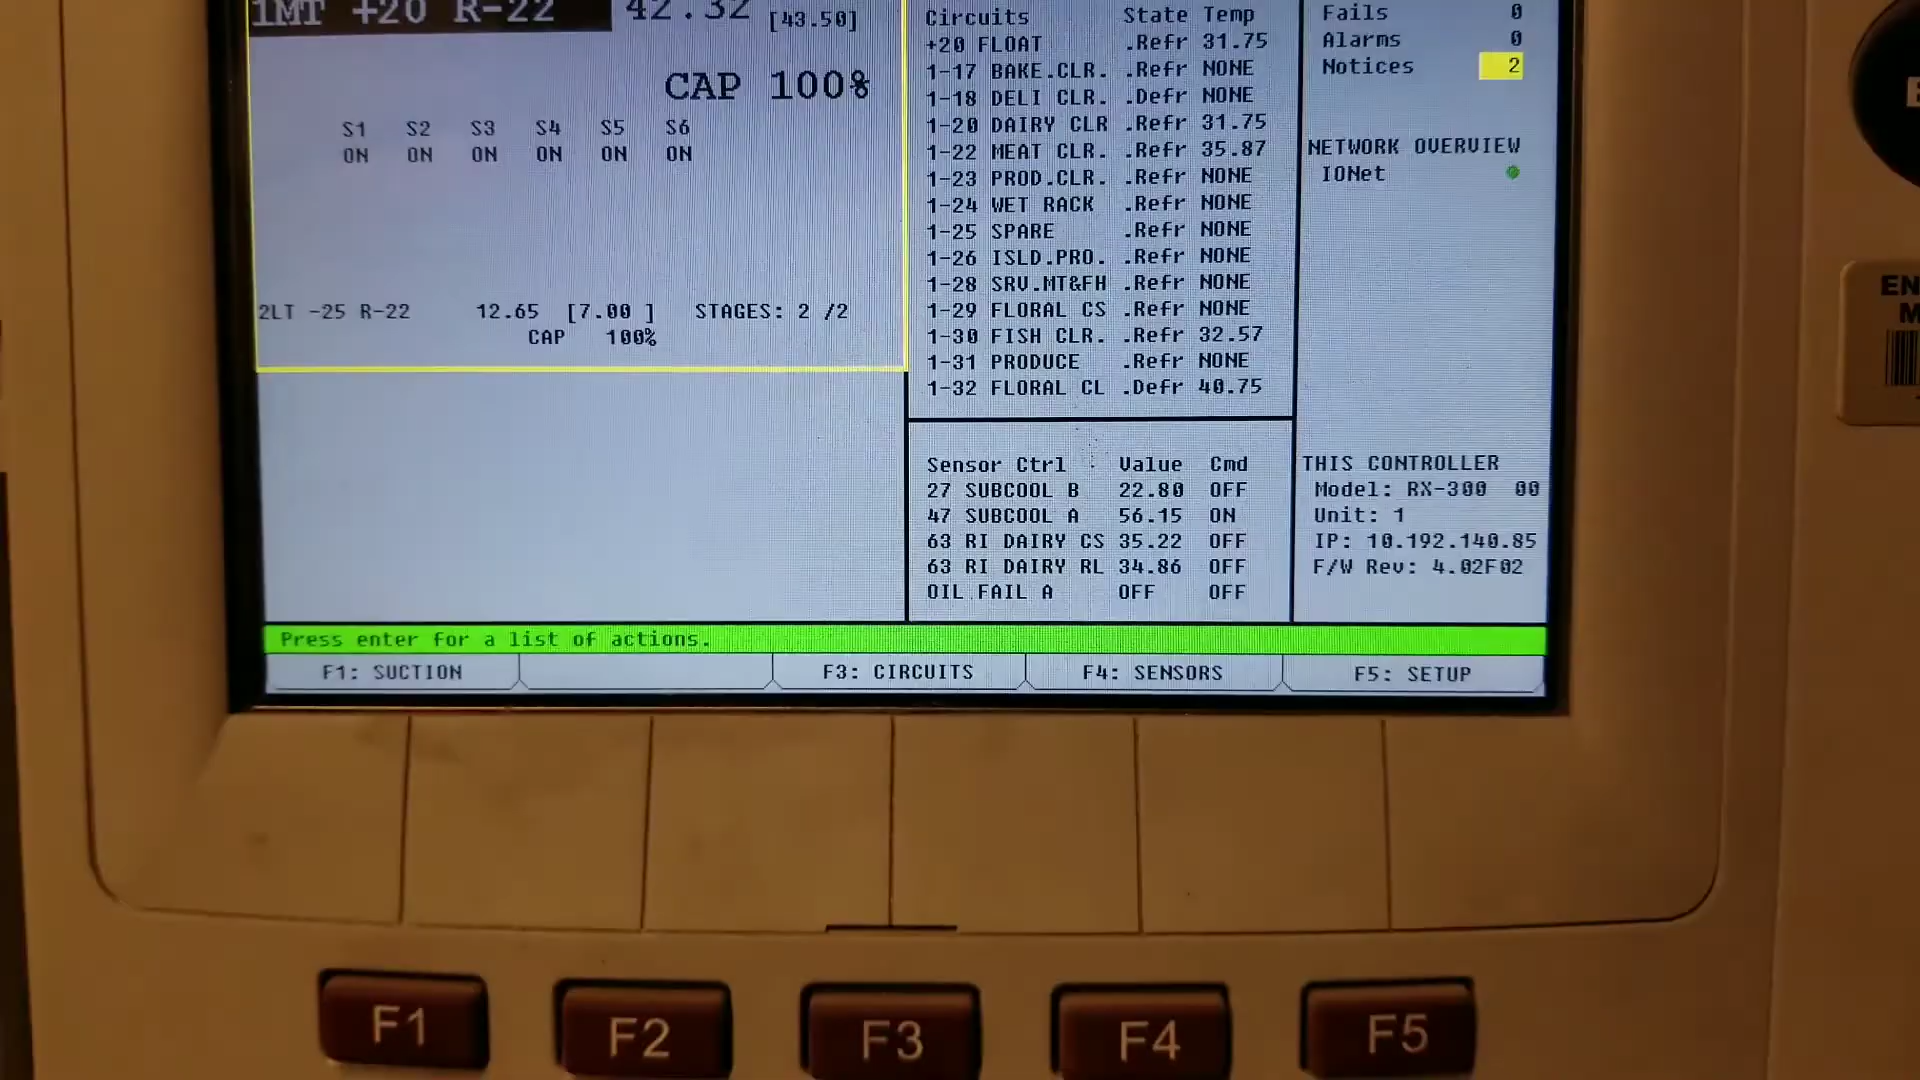 1MT +20 R-22 42.32 [43.50]
CAP 100%
S1 S2 S3 S4 S5 S6
ON ON ON ON ON ON
2LT -25 R-22 12.65 [7.00 ] STAGES: 2 /2
CAP 100%
Circuits State Temp
+20 FLOAT .Refr 31.75
1-17 BAKE.CLR. .Refr NONE
1-18 DELI CLR. .Defr NONE
1-20 DAIRY CLR .Refr 31.75
1-22 MEAT CLR. .Refr 35.87
1-23 PROD.CLR. .Refr NONE
1-24 WET RACK .Refr NONE
1-25 SPARE .Refr NONE
1-26 ISLD.PRO. .Refr NONE
1-28 SRV.MT&FH .Refr NONE
1-29 FLORAL CS .Refr NONE
1-30 FISH CLR. .Refr 32.57
1-31 PRODUCE .Refr NONE
1-32 FLORAL CL .Defr 40.75
Sensor Ctrl Value Cmd
27 SUBCOOL B 22.80 OFF
47 SUBCOOL A 56.15 ON
63 RI DAIRY CS 35.22 OFF
63 RI DAIRY RL 34.86 OFF
OIL FAIL A OFF OFF
Fails 0
Alarms 0
Notices 2
NETWORK OVERVIEW
IONet
THIS CONTROLLER
Model: RX-300 00
Unit: 1
IP: 10.192.140.85
F/W Rev: 4.02F02
Press enter for a list of actions.
F1: SUCTION F3: CIRCUITS F4: SENSORS F5: SETUP
F1 F2 F3 F4 F5